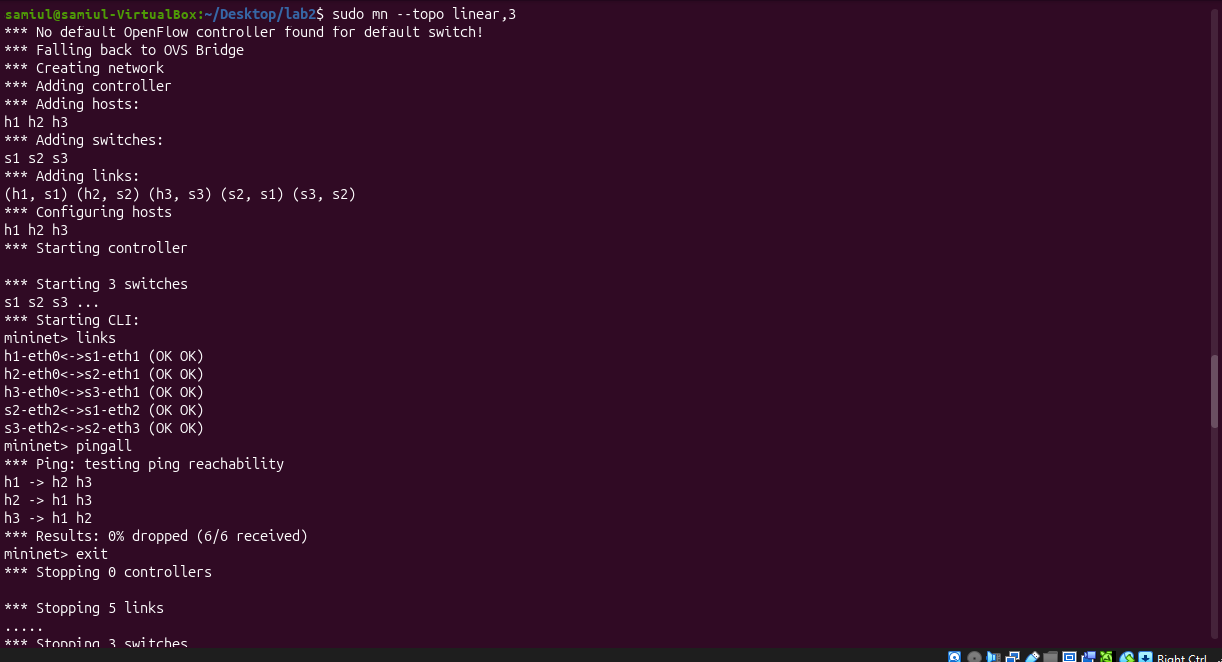 samiul@samiul-VirtualBox:~/Desktop/lab2$ sudo mn --topo linear,3
*** No default OpenFlow controller found for default switch!
*** Falling back to OVS Bridge
*** Creating network
*** Adding controller
*** Adding hosts:
h1 h2 h3
*** Adding switches:
s1 s2 s3
*** Adding links:
(h1, s1) (h2, s2) (h3, s3) (s2, s1) (s3, s2)
*** Configuring hosts
h1 h2 h3
*** Starting controller

*** Starting 3 switches
s1 s2 s3 ...
*** Starting CLI:
mininet> links
h1-eth0<->s1-eth1 (OK OK)
h2-eth0<->s2-eth1 (OK OK)
h3-eth0<->s3-eth1 (OK OK)
s2-eth2<->s1-eth2 (OK OK)
s3-eth2<->s2-eth3 (OK OK)
mininet> pingall
*** Ping: testing ping reachability
h1 -> h2 h3
h2 -> h1 h3
h3 -> h1 h2
*** Results: 0% dropped (6/6 received)
mininet> exit
*** Stopping 0 controllers

*** Stopping 5 links
.....
*** Stopping 3 switches
Right Ctrl